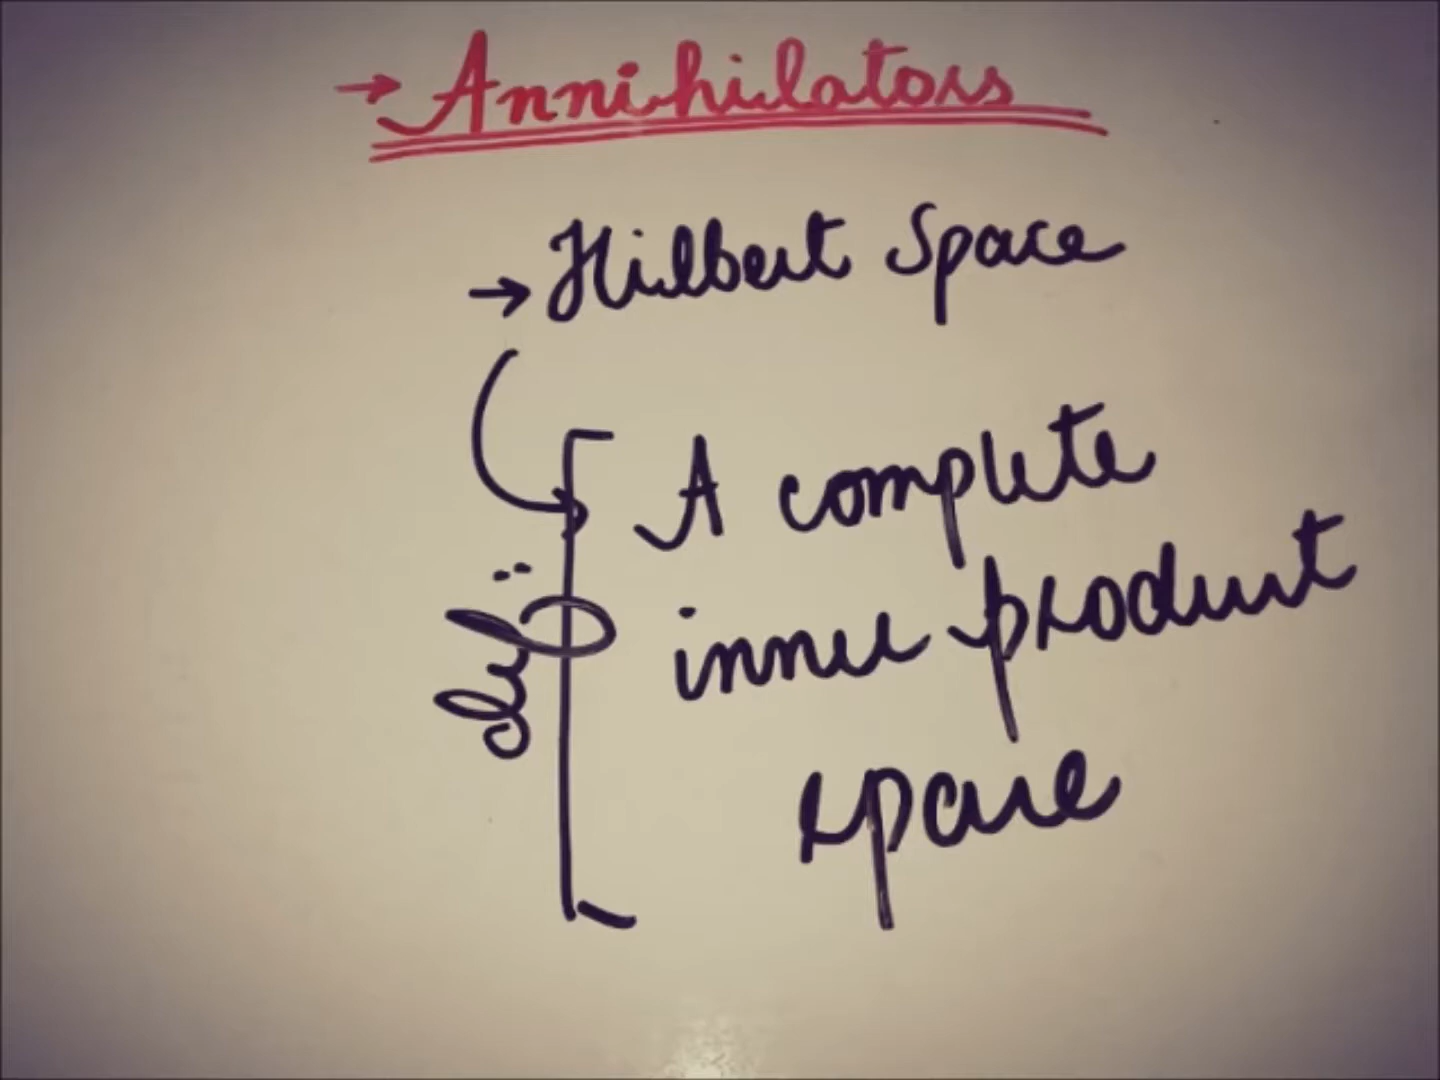 → Annihilators
→ Hilbert Space
def:
A complete
inner product
space